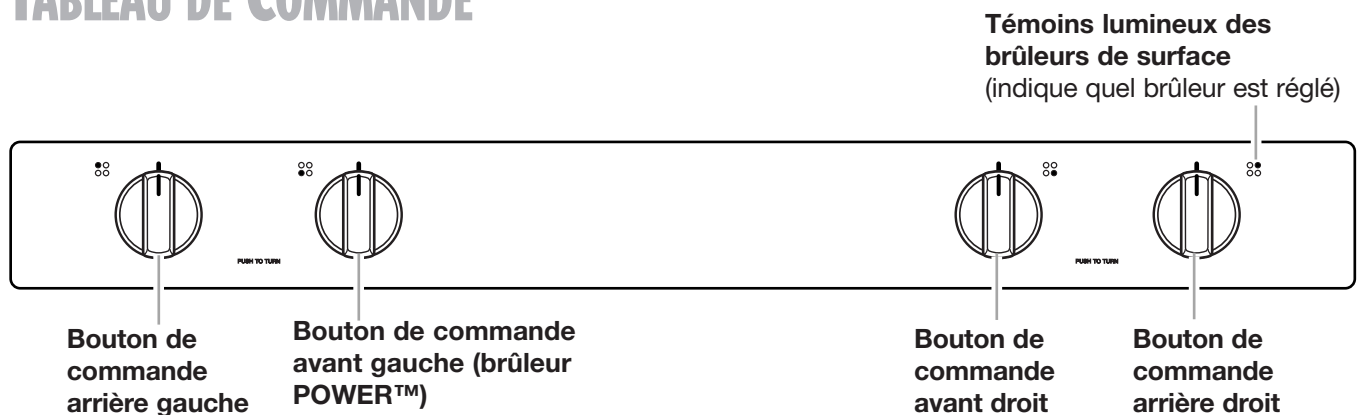 TABLEAU DE COMMANDE
Témoins lumineux des
brûleurs de surface
(indique quel brûleur est réglé)
PUSH TO TURN
PUSH TO TURN
Bouton de
commande
arrière gauche
Bouton de commande
avant gauche (brûleur
POWER™)
Bouton de
commande
avant droit
Bouton de
commande
arrière droit